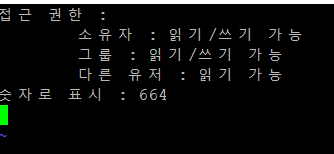 접근 권한 :
소유자 : 읽기/쓰기 가능
그룹 : 읽기/쓰기 가능
다른 유저 : 읽기 가능
숫자로 표시 : 664
~